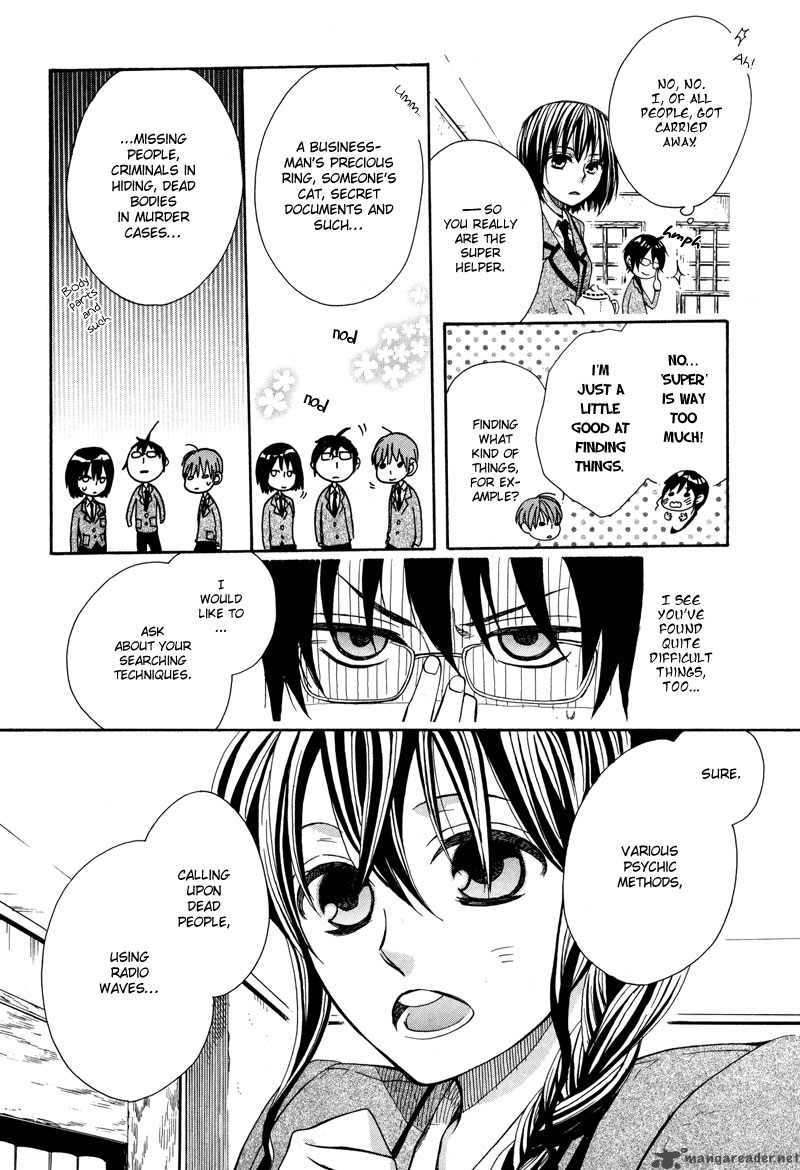 Ah!
NO, NO.
I, OF ALL
PEOPLE, GOT
CARRIED
AWAY.
hmph
—SO
YOU REALLY
ARE THE
SUPER
HELPER.
NO...
'SUPER'
IS WAY
TOO
MUCH!
I'M
JUST A
LITTLE
GOOD AT
FINDING
THINGS.
FINDING
WHAT
KIND OF
THINGS,
FOR EX-
AMPLE?
Umm...
A BUSINESS-
MAN'S PRECIOUS
RING, SOMEONE'S
CAT, SECRET
DOCUMENTS AND
SUCH...
nod
nod
...MISSING
PEOPLE,
CRIMINALS IN
HIDING, DEAD
BODIES
IN MURDER
CASES...
Body
parts
and
such
I SEE
YOU'VE
FOUND
QUITE
DIFFICULT
THINGS,
TOO...
I
WOULD
LIKE TO
...
ASK
ABOUT YOUR
SEARCHING
TECHNIQUES.
SURE.
VARIOUS
PSYCHIC
METHODS,
CALLING
UPON
DEAD
PEOPLE,
USING
RADIO
WAVES...
mangareader.net